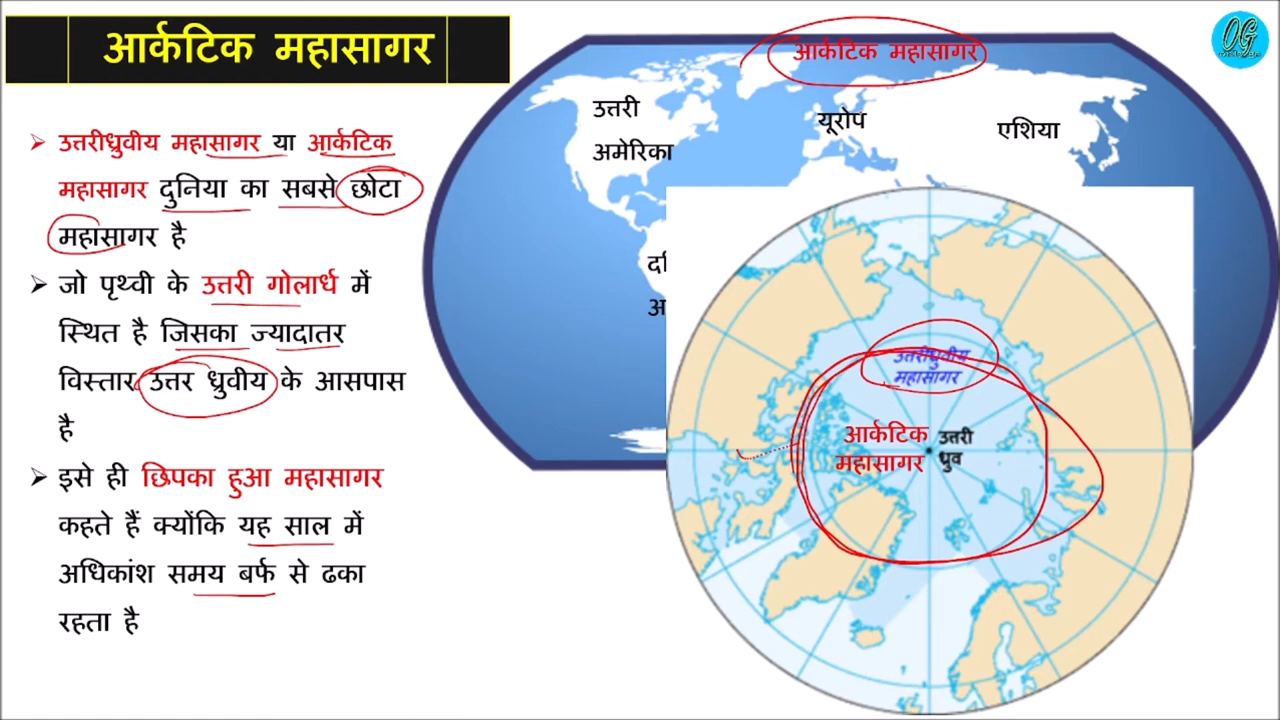 आर्कटिक महासागर
उत्तरीध्रुवीय महासागर या आर्कटिक
महासागर दुनिया का सबसे छोटा
महासागर है
जो पृथ्वी के उत्तरी गोलार्ध में
स्थित है जिसका ज्यादातर
विस्तार उत्तर ध्रुवीय के आसपास
है
इसे ही छिपका हुआ महासागर
कहते हैं क्योंकि यह साल में
अधिकांश समय बर्फ से ढका
रहता है
आर्कटिक महासागर
उत्तरी
अमेरिका
यूरोप
एशिया
उत्तरीध्रुवीय
महासागर
आर्कटिक
महासागर
उत्तरी
ध्रुव
OG